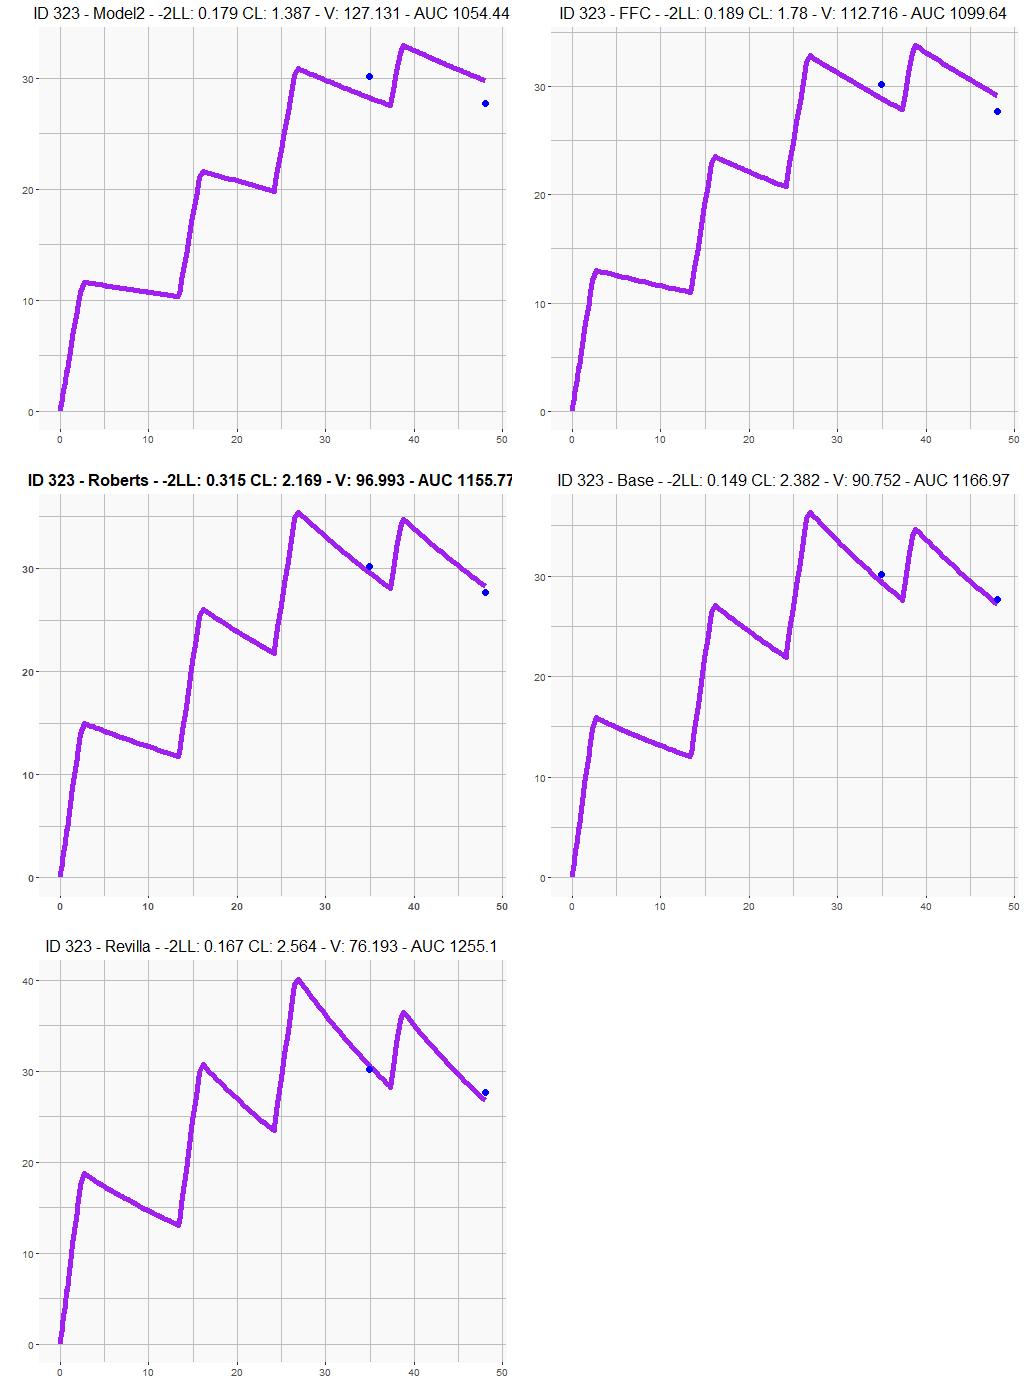 ID 323 - Model2 - -2LL: 0.179 CL: 1.387 - V: 127.131 - AUC 1054.44
30
20
10
0
0 10 20 30 40 50
ID 323 - FFC - -2LL: 0.189 CL: 1.78 - V: 112.716 - AUC 1099.64
30
20
10
0
0 10 20 30 40 50
ID 323 - Roberts - -2LL: 0.315 CL: 2.169 - V: 96.993 - AUC 1155.77
30
20
10
0
0 10 20 30 40 50
ID 323 - Base - -2LL: 0.149 CL: 2.382 - V: 90.752 - AUC 1166.97
30
20
10
0
0 10 20 30 40 50
ID 323 - Revilla - -2LL: 0.167 CL: 2.564 - V: 76.193 - AUC 1255.1
40
30
20
10
0
0 10 20 30 40 50